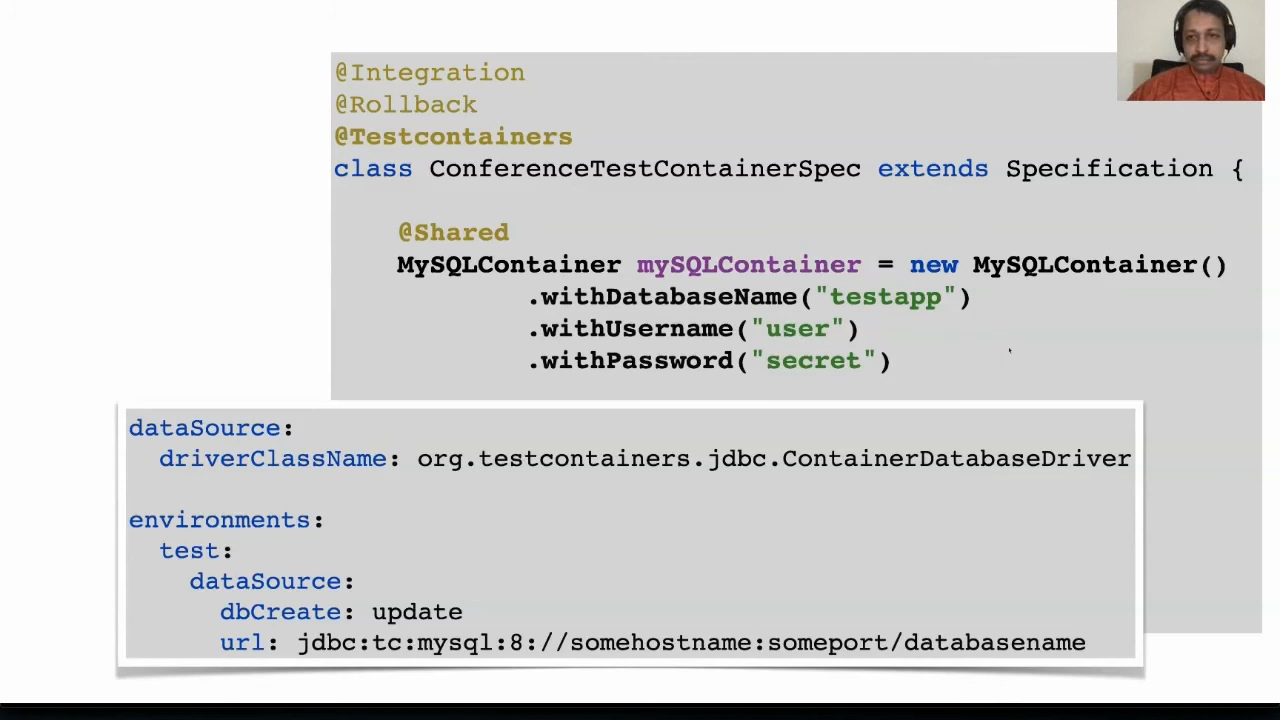 @Integration
@Rollback
@Testcontainers
class ConferenceTestContainerSpec extends Specification {
@Shared
MySQLContainer mySQLContainer = new MySQLContainer()
.withDatabaseName("testapp")
.withUsername("user")
.withPassword("secret")
dataSource:
driverClassName: org.testcontainers.jdbc.ContainerDatabaseDriver
environments:
test:
dataSource:
dbCreate: update
url: jdbc:tc:mysql:8://somehostname:someport/databasename